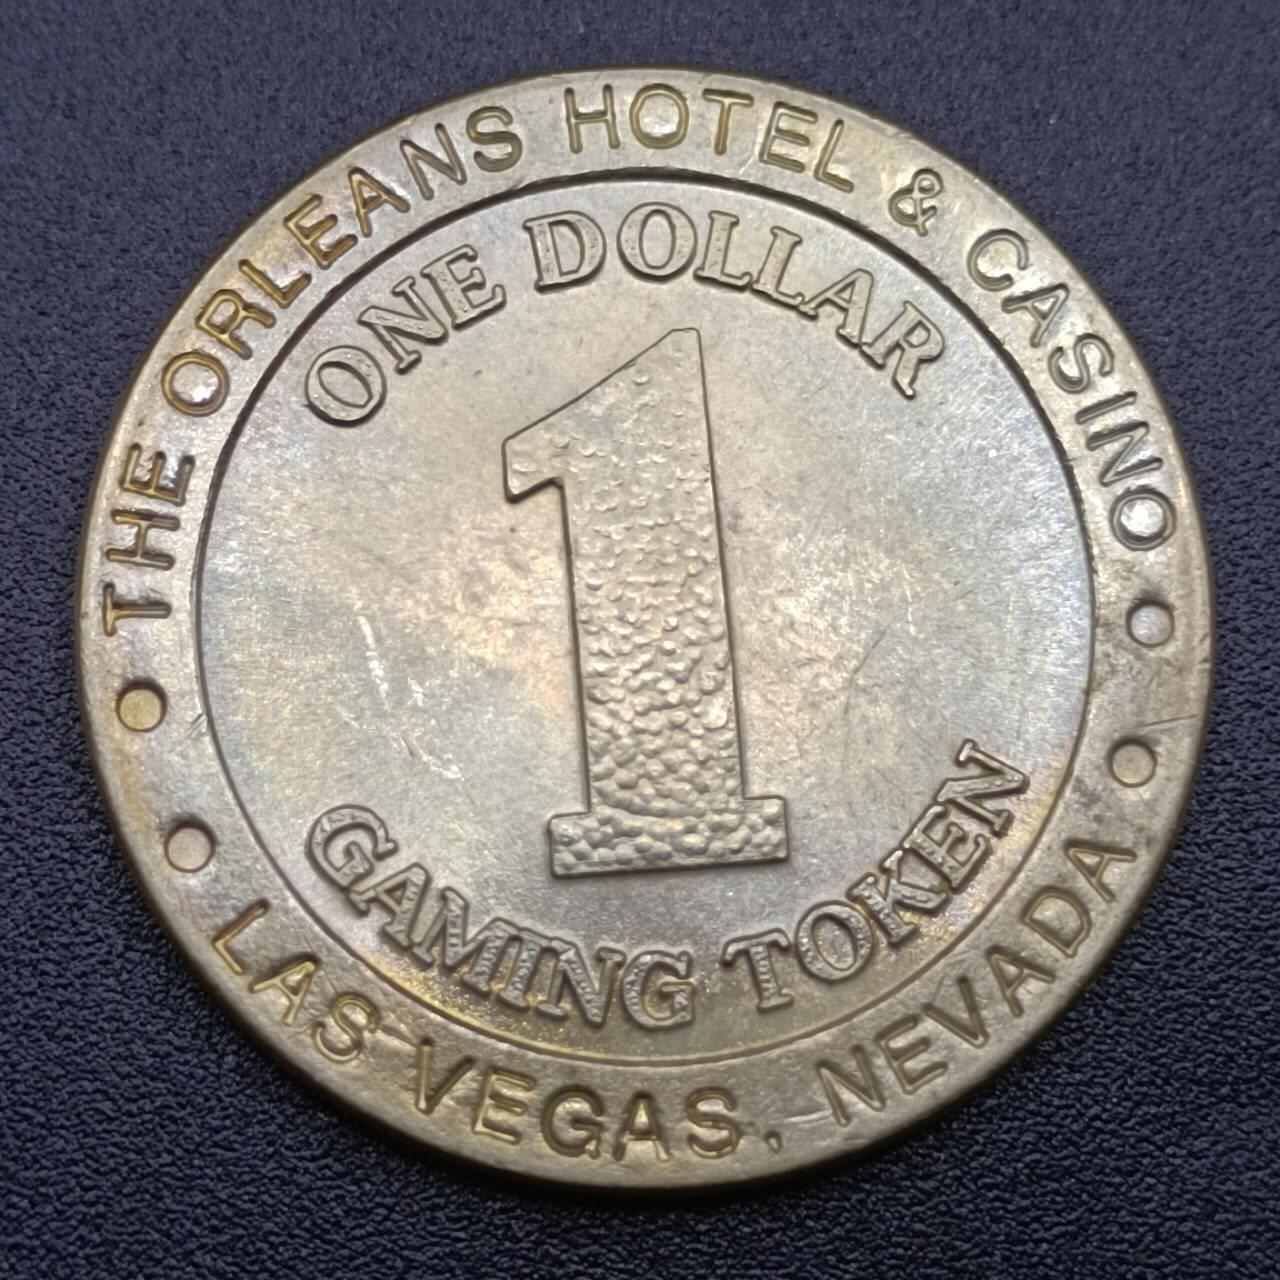 • THE ORLEANS HOTEL & CASINO •
ONE DOLLAR
1
GAMING TOKEN
• LAS VEGAS, NEVADA •